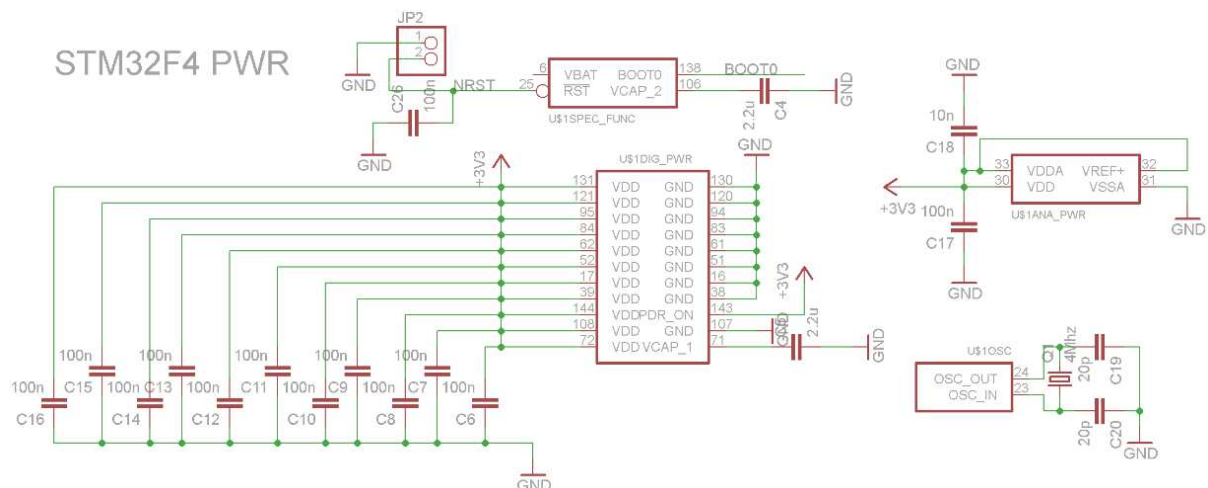 STM32F4 PWR
JP2
1
2
GND
C26
100n
GND
NRST
6 VBAT BOOT0 138 BOOT0
25 RST VCAP_2 106
U$1SPEC_FUNC
2.2u
C4
GND
GND
+3V3
U$1DIG_PWR
131 VDD GND 130
121 VDD GND 120
95 VDD GND 94
84 VDD GND 83
62 VDD GND 61
52 VDD GND 51
17 VDD GND 16
39 VDD GND 38
144 VDD PDR_ON 143
108 VDD GND 107
72 VDD VCAP_1 71
+3V3
GND
2.2u
GND
100n 100n 100n 100n 100n
C15 C13 C11 C9 C7
100n 100n 100n 100n 100n 100n
C16 C14 C12 C10 C8 C6
GND
GND
10n
C18
33 VDDA VREF+ 32
30 VDD VSSA 31
U$1ANA_PWR
+3V3
100n
C17
GND
GND
U$1OSC
OSC_OUT 24
OSC_IN 23
4Mhz
20p
C19
20p
C20
GND